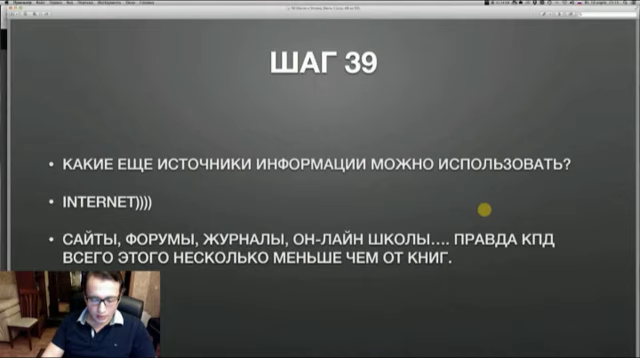 ШАГ 39
• КАКИЕ ЕЩЕ ИСТОЧНИКИ ИНФОРМАЦИИ МОЖНО ИСПОЛЬЗОВАТЬ?
• INTERNET))))
• САЙТЫ, ФОРУМЫ, ЖУРНАЛЫ, ОН-ЛАЙН ШКОЛЫ…. ПРАВДА КПД
ВСЕГО ЭТОГО НЕСКОЛЬКО МЕНЬШЕ ЧЕМ ОТ КНИГ.